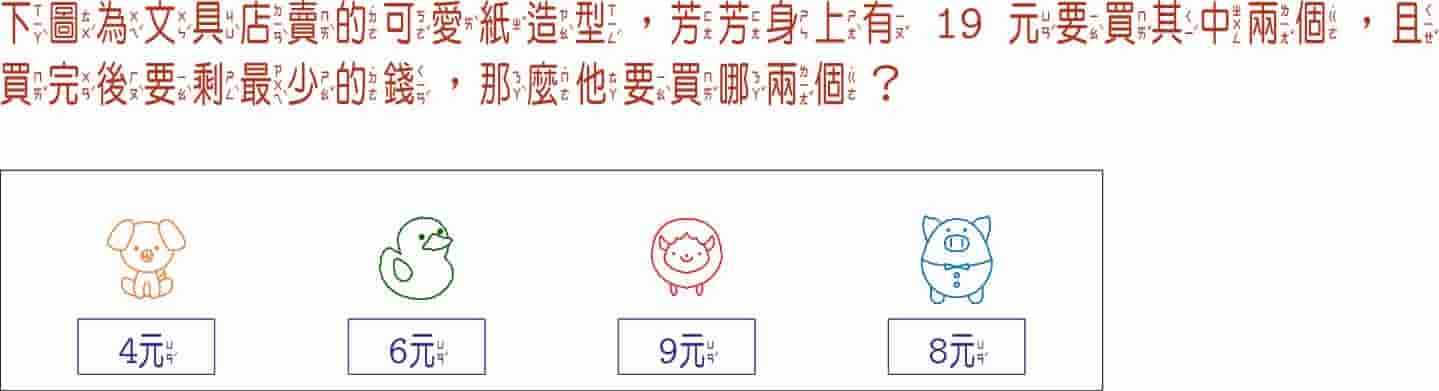 下圖為文具店賣的可愛紙造型，芳芳身上有 19 元要買其中兩個，且
買完後要剩最少的錢，那麼他要買哪兩個？
4元 6元 9元 8元